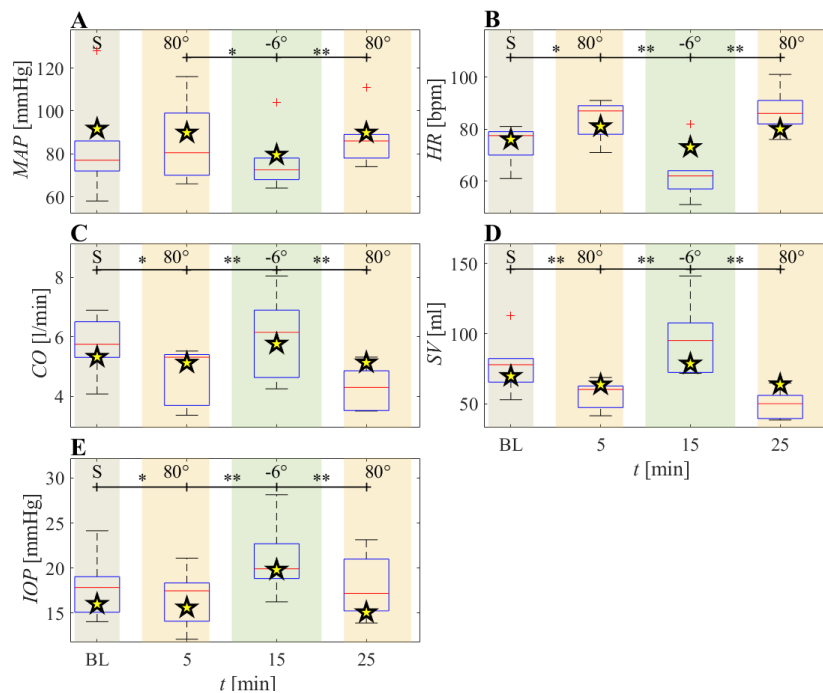 A
S 80° * -6° ** 80°
120
100
80
60
MAP [mmHg]
B
S * 80° ** -6° ** 80°
100
80
60
HR [bpm]
C
S * 80° ** -6° ** 80°
8
6
4
CO [l/min]
D
S ** 80° ** -6° ** 80°
150
100
50
SV [ml]
BL 5 15 25
t [min]
E
S * 80° ** -6° ** 80°
30
25
20
15
IOP [mmHg]
BL 5 15 25
t [min]